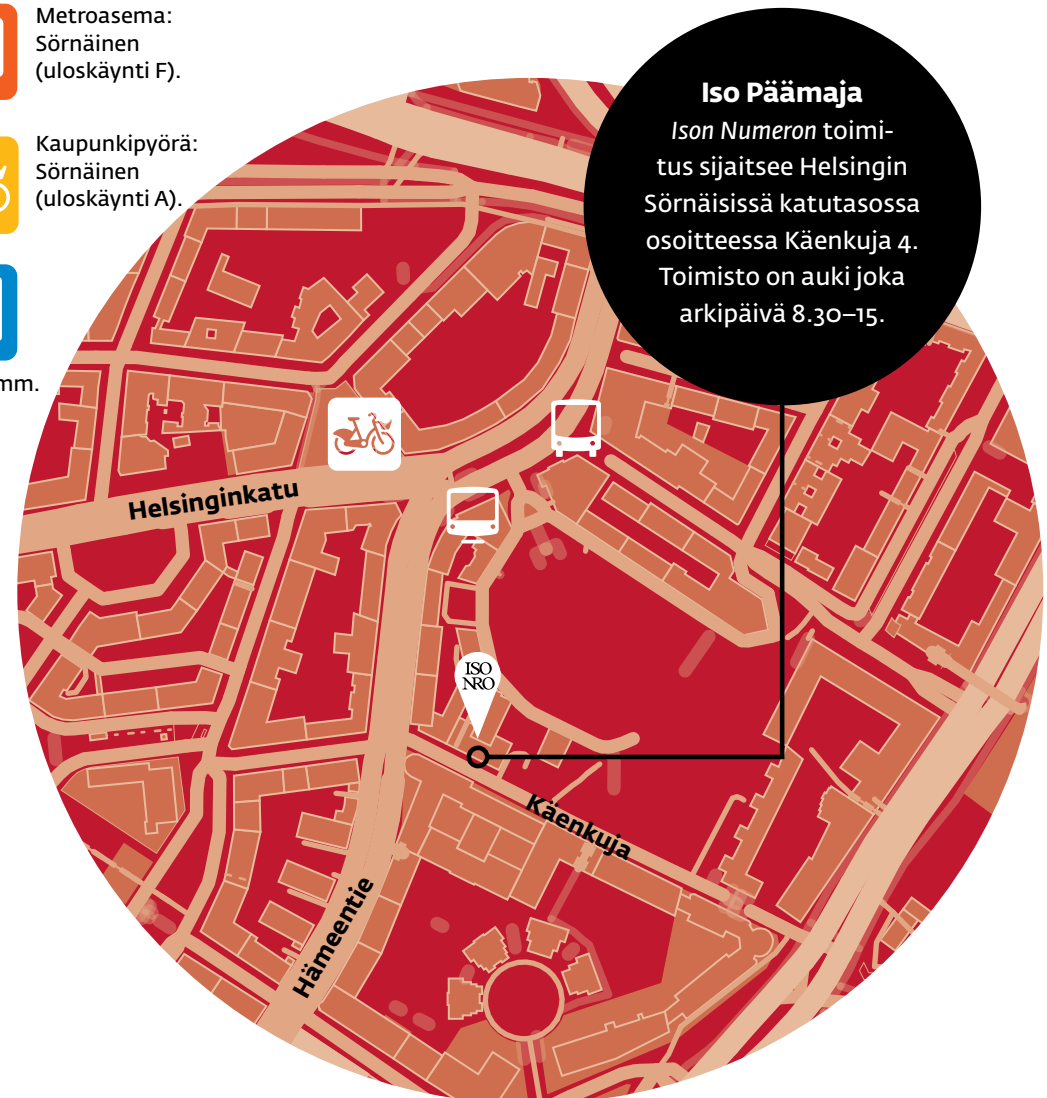 Metroasema:
Sörnäinen
(uloskäynti F).
Kaupunkipyörä:
Sörnäinen
(uloskäynti A).
mm.
Iso Päämaja
Ison Numeron toimi-
tus sijaitsee Helsingin
Sörnäisissä katutasossa
osoitteessa Käenkuja 4.
Toimisto on auki joka
arkipäivä 8.30–15.
Helsinginkatu
ISO
NRO
Käenkuja
Hämeentie